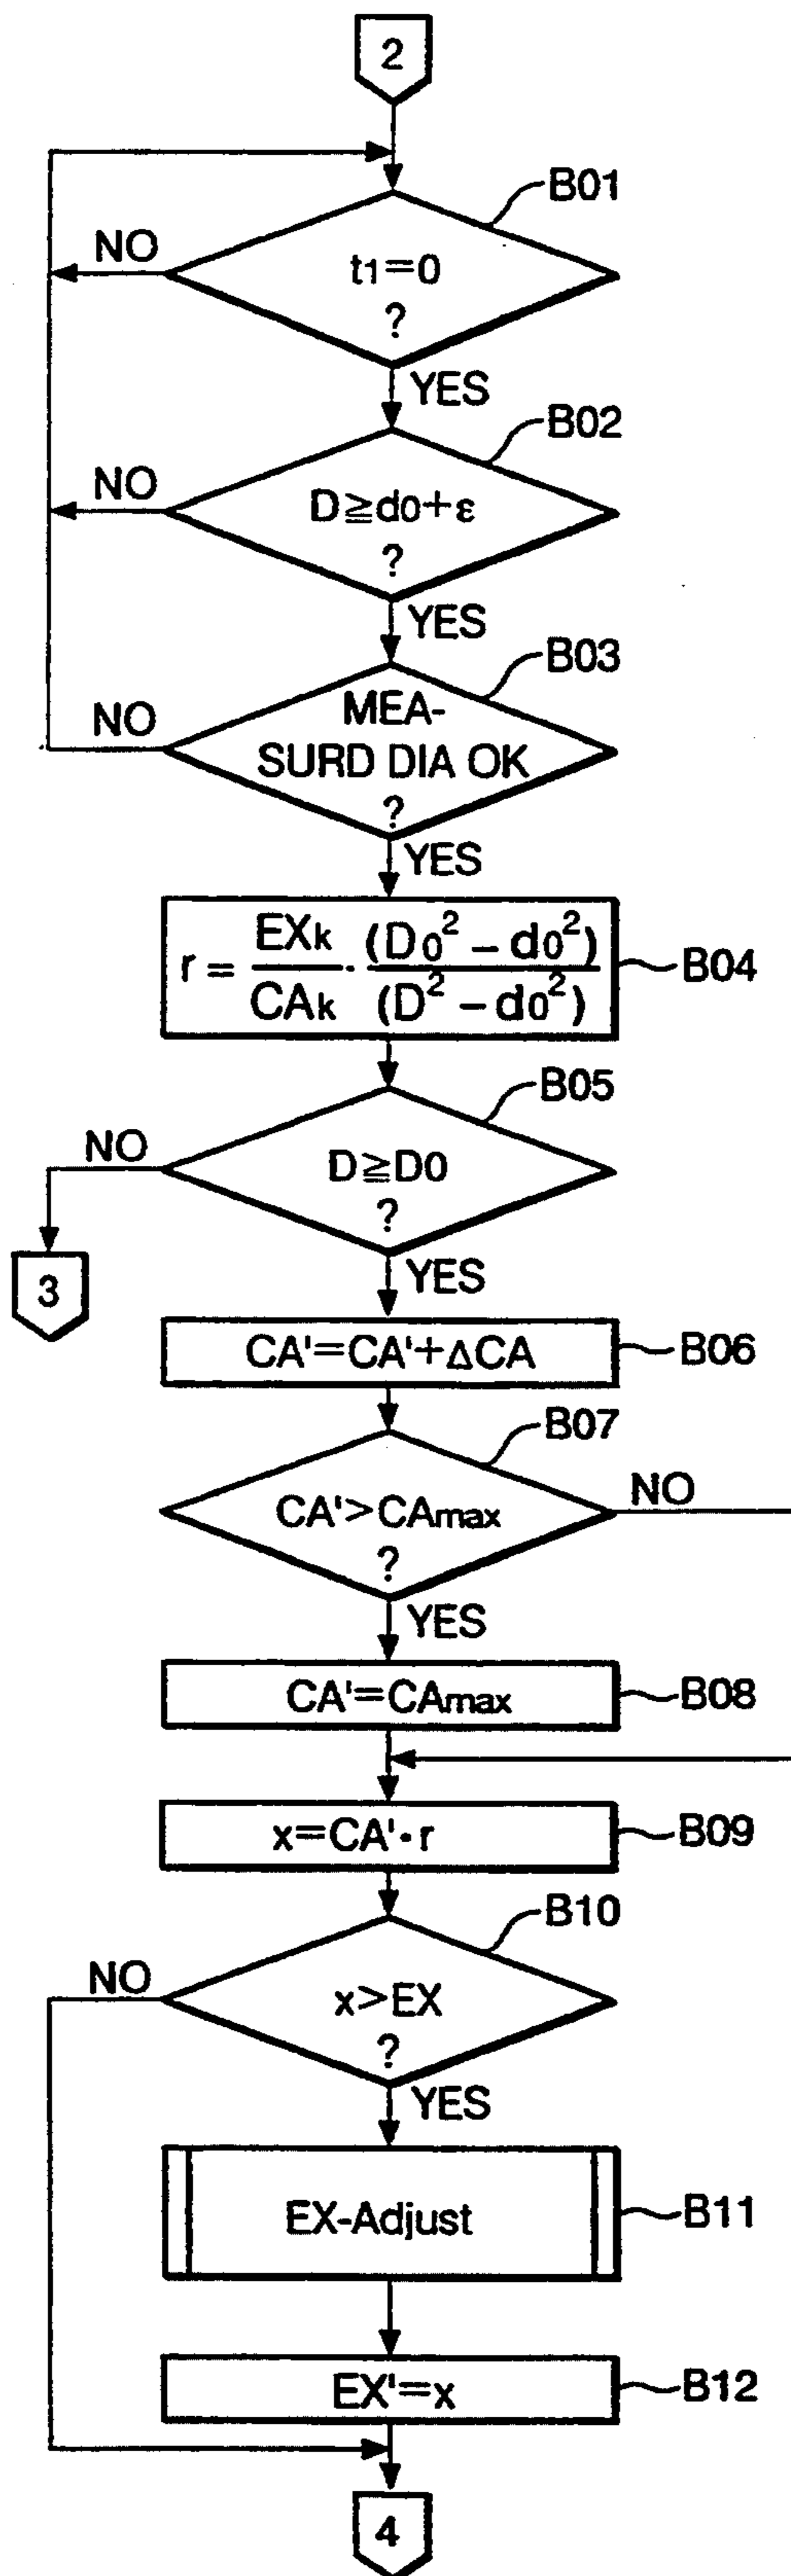 2
B01
NO
t1=0
?
YES
B02
NO
D≧d0+ε
?
YES
B03
NO
MEA-
SURD DIA OK
?
YES
r = EXk/CAk · (D0² − d0²)/(D² − d0²)
B04
B05
NO
D≧D0
?
3
YES
CA'=CA'+ΔCA
B06
B07
CA'>CAmax
NO
?
YES
CA'=CAmax
B08
x=CA'·r
B09
B10
NO
x>EX
?
YES
EX-Adjust
B11
EX'=x
B12
4